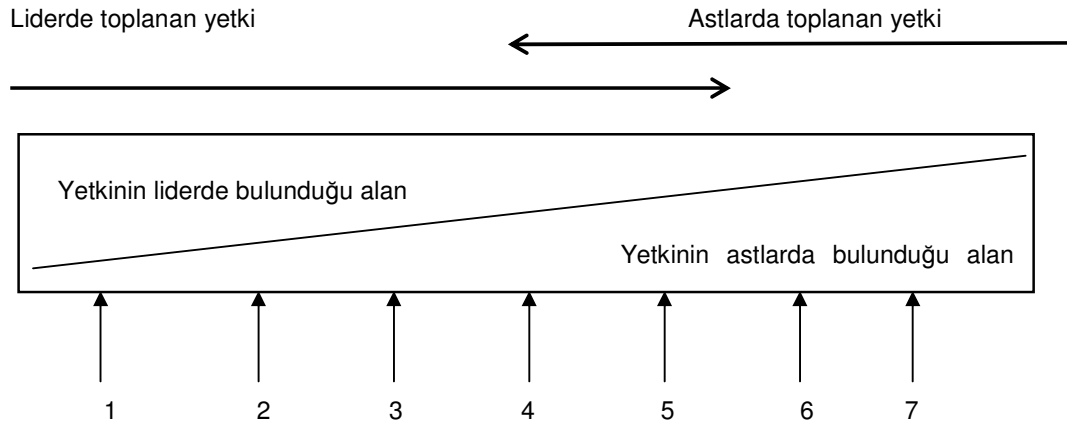 Liderde toplanan yetki
Astlarda toplanan yetki
Yetkinin liderde bulunduğu alan
Yetkinin astlarda bulunduğu alan
1 2 3 4 5 6 7